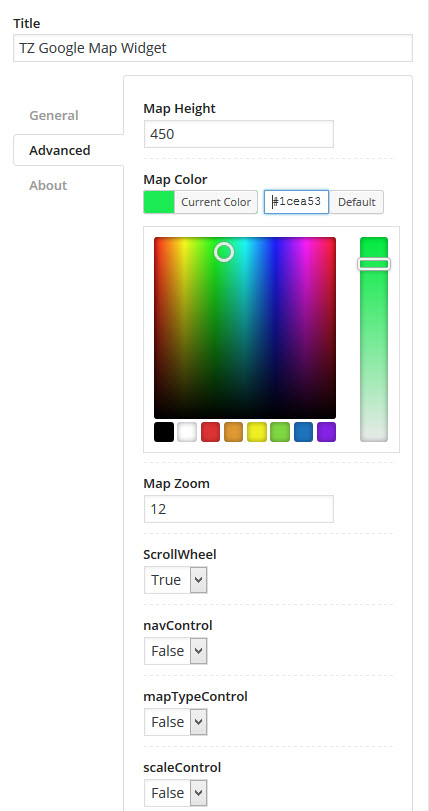 Title
TZ Google Map Widget
General
Advanced
About
Map Height
450
Map Color
Current Color #1cea53 Default
Map Zoom
12
ScrollWheel
True
navControl
False
mapTypeControl
False
scaleControl
False